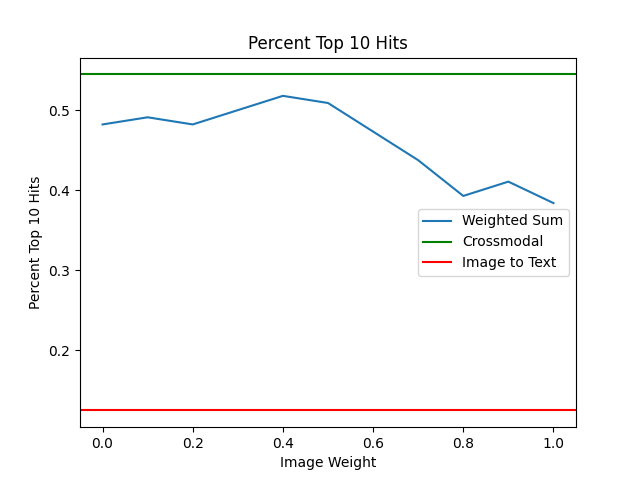 Percent Top 10 Hits
Percent Top 10 Hits
0.5
0.4
0.3
0.2
Weighted Sum
Crossmodal
Image to Text
0.0 0.2 0.4 0.6 0.8 1.0
Image Weight